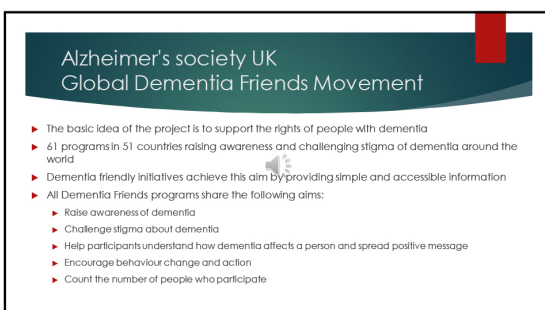 Alzheimer's society UK
Global Dementia Friends Movement
The basic idea of the project is to support the rights of people with dementia
61 programs in 51 countries raising awareness and challenging stigma of dementia around the
world
Dementia friendly initiatives achieve this aim by providing simple and accessible information
All Dementia Friends programs share the following aims:
Raise awareness of dementia
Challenge stigma about dementia
Help participants understand how dementia affects a person and spread positive message
Encourage behaviour change and action
Count the number of people who participate